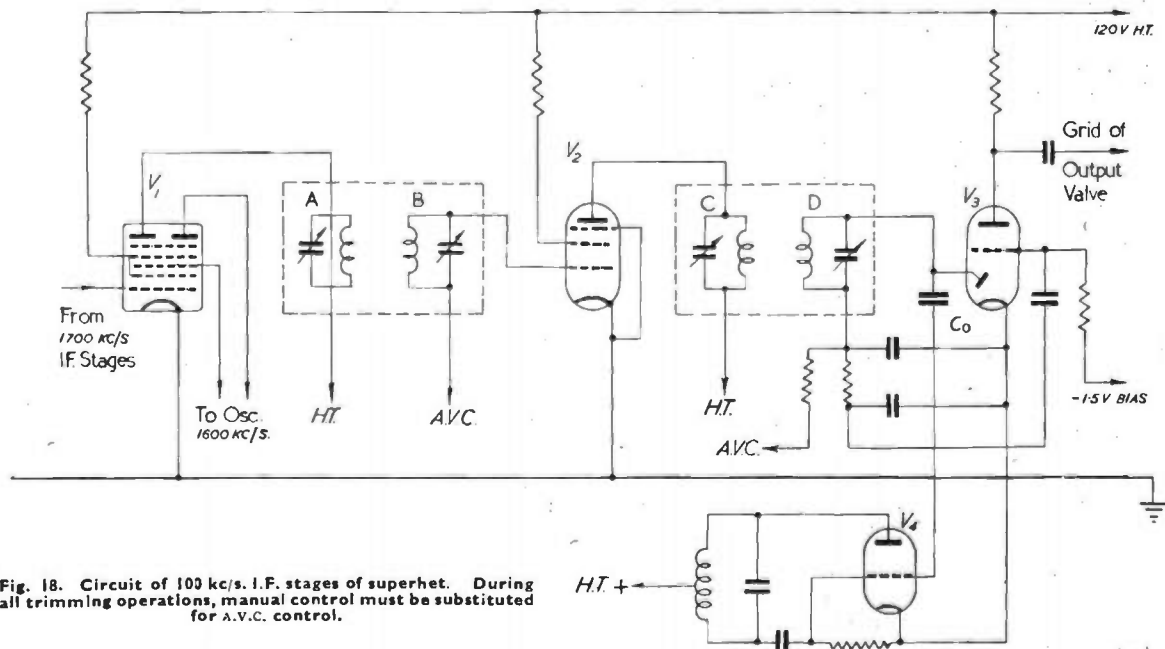 120V H.T.
V1
A
B
V2
C
D
V3
Grid of
Output
Valve
From
1700 KC/S
I.F. Stages
To Osc.
1600 KC/S.
H.T.
A.V.C.
H.T.
A.V.C.
Co
-1·5V BIAS
V4
H.T. +
Fig. 18. Circuit of 100 kc/s. I.F. stages of superhet. During
all trimming operations, manual control must be substituted
for A.V.C. control.